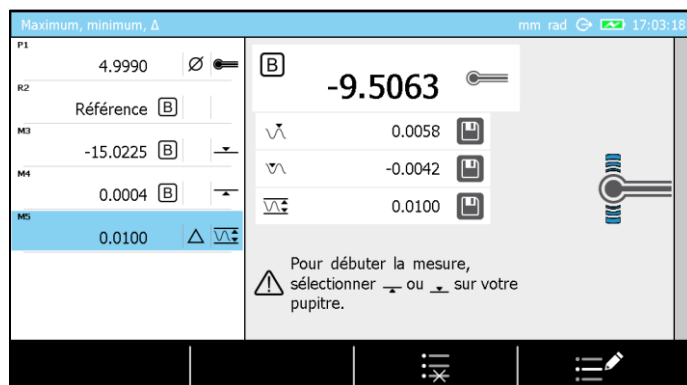 Maximum, minimum, Δ
mm rad 17:03:18
P1
4.9990 Ø
R2
Référence B
M3
-15.0225 B
M4
0.0004 B
M5
0.0100 Δ
B
-9.5063
0.0058
-0.0042
0.0100
Pour débuter la mesure,
sélectionner ou sur votre
pupitre.